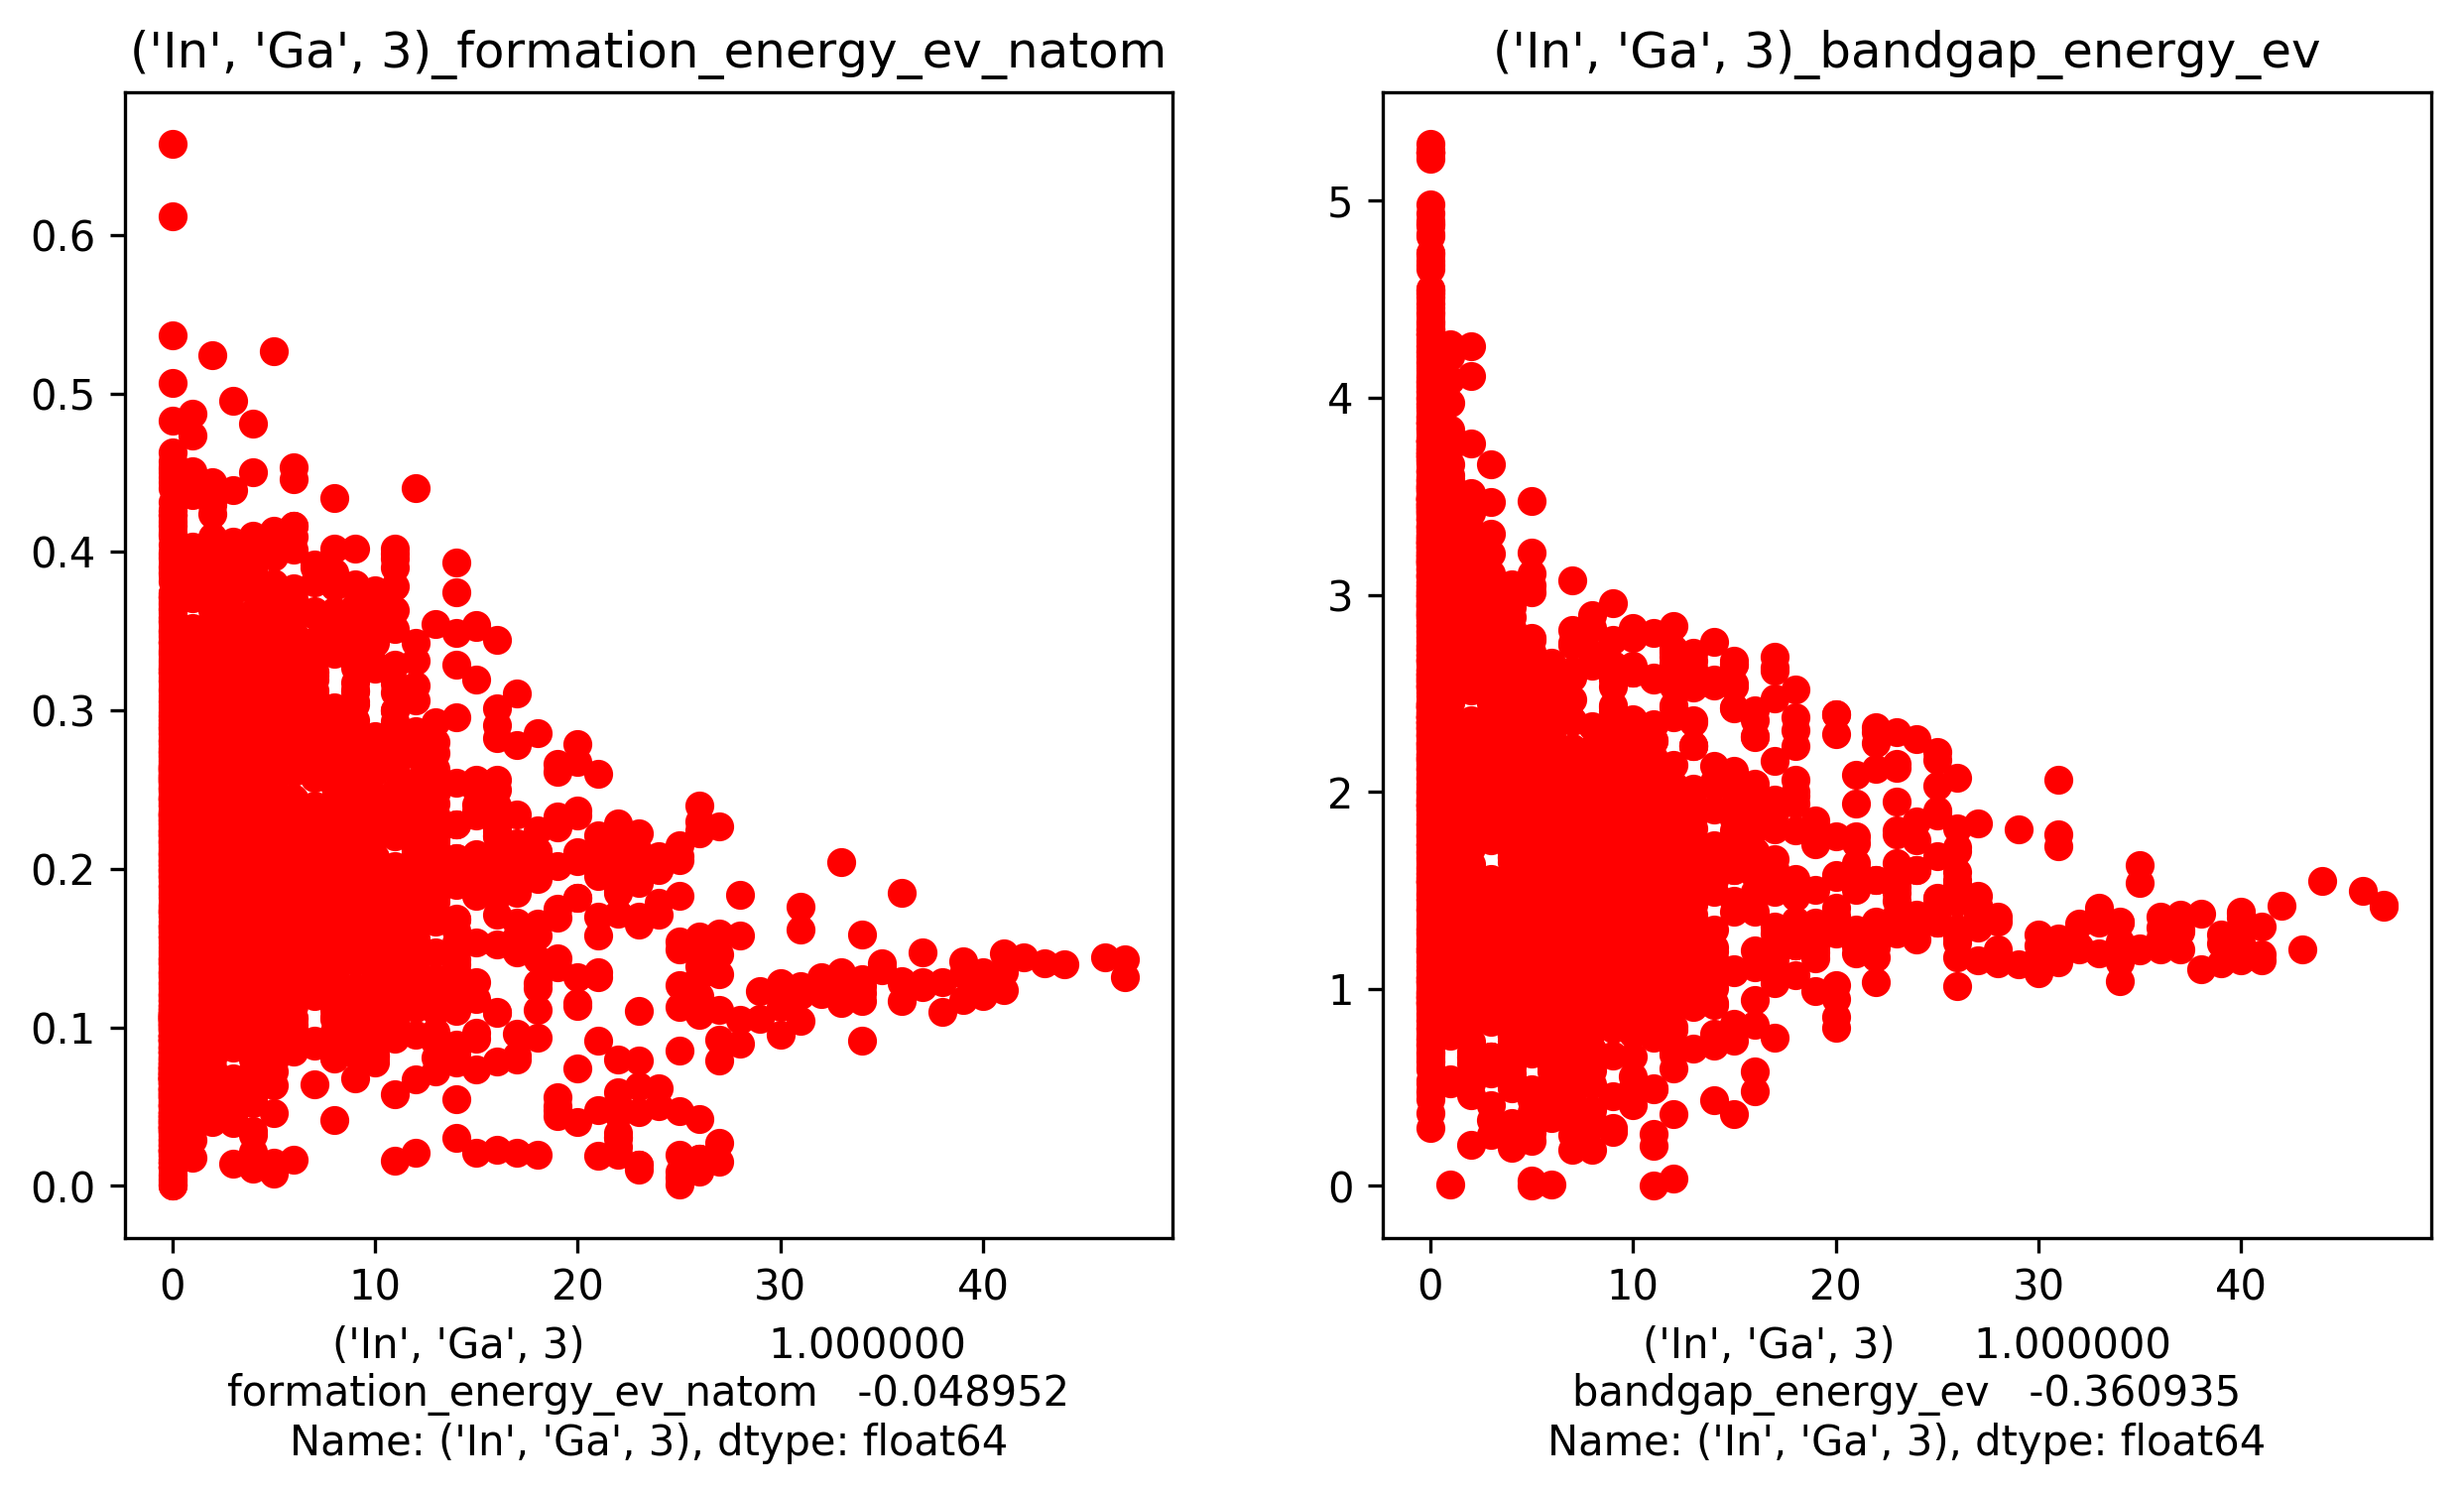 ('In', 'Ga', 3)_formation_energy_ev_natom
0.6
0.5
0.4
0.3
0.2
0.1
0.0
0 10 20 30 40
('In', 'Ga', 3) 1.000000
formation_energy_ev_natom -0.048952
Name: ('In', 'Ga', 3), dtype: float64
('In', 'Ga', 3)_bandgap_energy_ev
5
4
3
2
1
0
0 10 20 30 40
('In', 'Ga', 3) 1.000000
bandgap_energy_ev -0.360935
Name: ('In', 'Ga', 3), dtype: float64